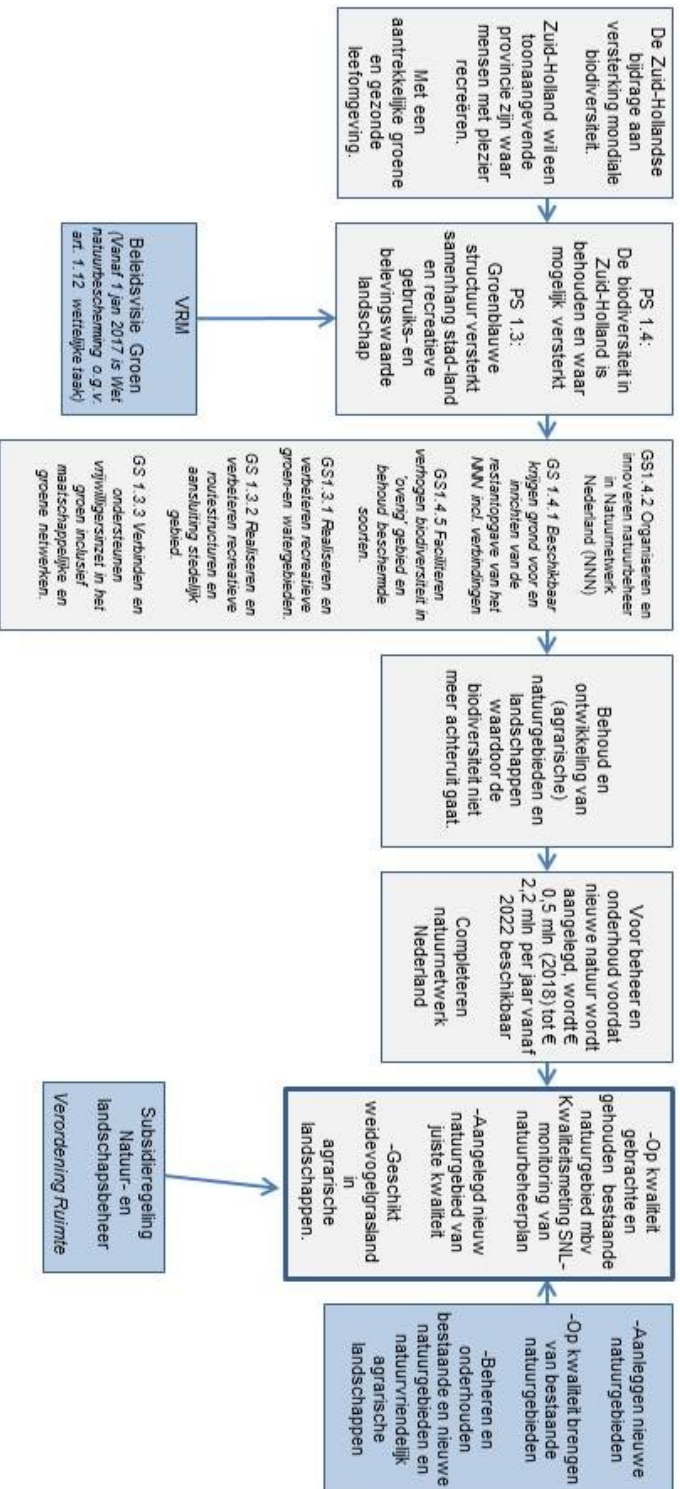 De Zuid-Hollandse
bijdrage aan
versterking mondiale
biodiversiteit.
Zuid-Holland wil een
toonaangevende
provincie zijn waar
mensen met plezier
recreëren.
Met een
aantrekkelijke groene
en gezonde
leefomgeving.
PS 1.4:
De biodiversiteit in
Zuid-Holland is
behouden en waar
mogelijk versterkt
PS 1.3:
Groenblauwe
structuur versterkt
samenhang stad-land
en recreatieve
gebruiks- en
belevingswaarde
landschap
VRM
Beleidsvisie Groen
(Vanaf 1 jan 2017 is Wet
natuurbescherming o.g.v.
art. 1.12 wettelijke taak)
GS1.4.2 Organiseren en
innoveren natuurbeheer
in Natuurnetwerk
Nederland (NNN)
GS 1.4.1 Beschikbaar
krijgen grond voor en
inrichten van de
restantopgave van het
NNN incl. verbindingen
GS1.4.5 Faciliteren
verhogen biodiversiteit in
'overig' gebied en
behoud beschermde
soorten.
GS1.3.1 Realiseren en
verbeteren recreatieve
groen-en watergebieden.
GS 1.3.2 Realiseren en
verbeteren recreatieve
routestructuren en
aansluiting stedelijk
gebied.
GS 1.3.3 Verbinden en
ondersteunen
vrijwilligersinzet in het
groen inclusief
maatschappelijke en
groene netwerken.
Behoud en
ontwikkeling van
(agrarische)
natuurgebieden en
landschappen
waardoor de
biodiversiteit niet
meer achteruit gaat.
Voor beheer en
onderhoud voordat
nieuwe natuur wordt
aangelegd, wordt €
0,5 mln (2018) tot €
2,2 mln per jaar vanaf
2022 beschikbaar
Completeren
natuurnetwerk
Nederland
-Op kwaliteit
gebrachte en
gehouden bestaande
natuurgebied mbv
Kwaliteitsmeting SNL-
monitoring van
natuurbeheerplan
-Aangelegd nieuw
natuurgebied van
juiste kwaliteit
-Geschikt
weidevogelgrasland
in
agrarische
landschappen.
Subsidieregeling
Natuur- en
landschapsbeheer
Verordening Ruimte
-Aanleggen nieuwe
natuurgebieden
-Op kwaliteit brengen
van bestaande
natuurgebieden
-Beheren en
onderhouden
bestaande en nieuwe
natuurgebieden en
natuurvriendelijk
agrarische
landschappen